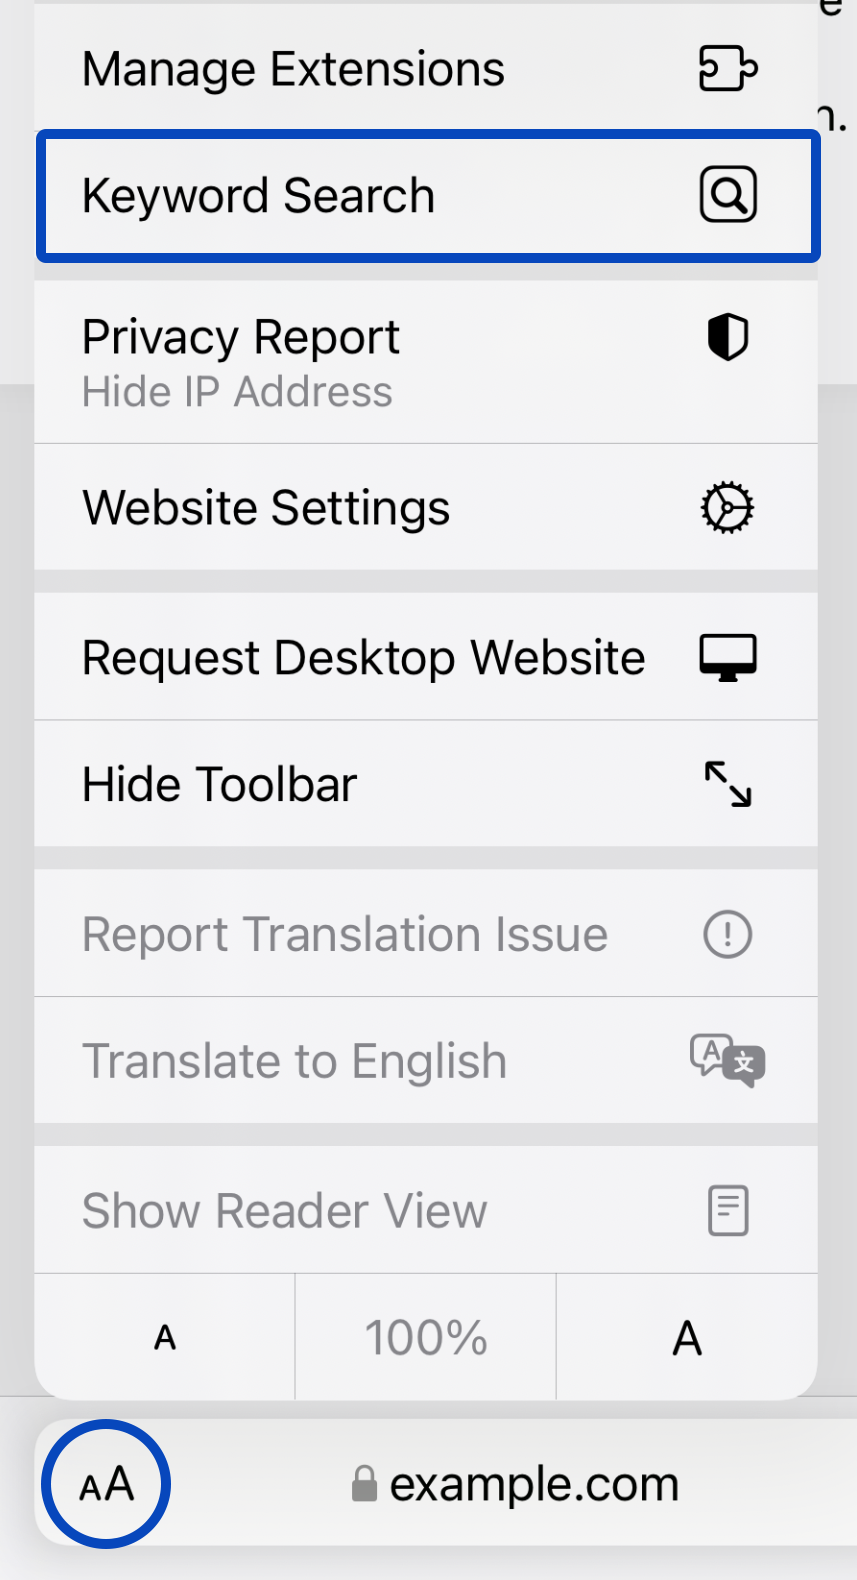 e
Manage Extensions
n.
Keyword Search
Privacy Report
Hide IP Address
Website Settings
Request Desktop Website
Hide Toolbar
Report Translation Issue
Translate to English
A 文
Show Reader View
A 100% A
AA example.com